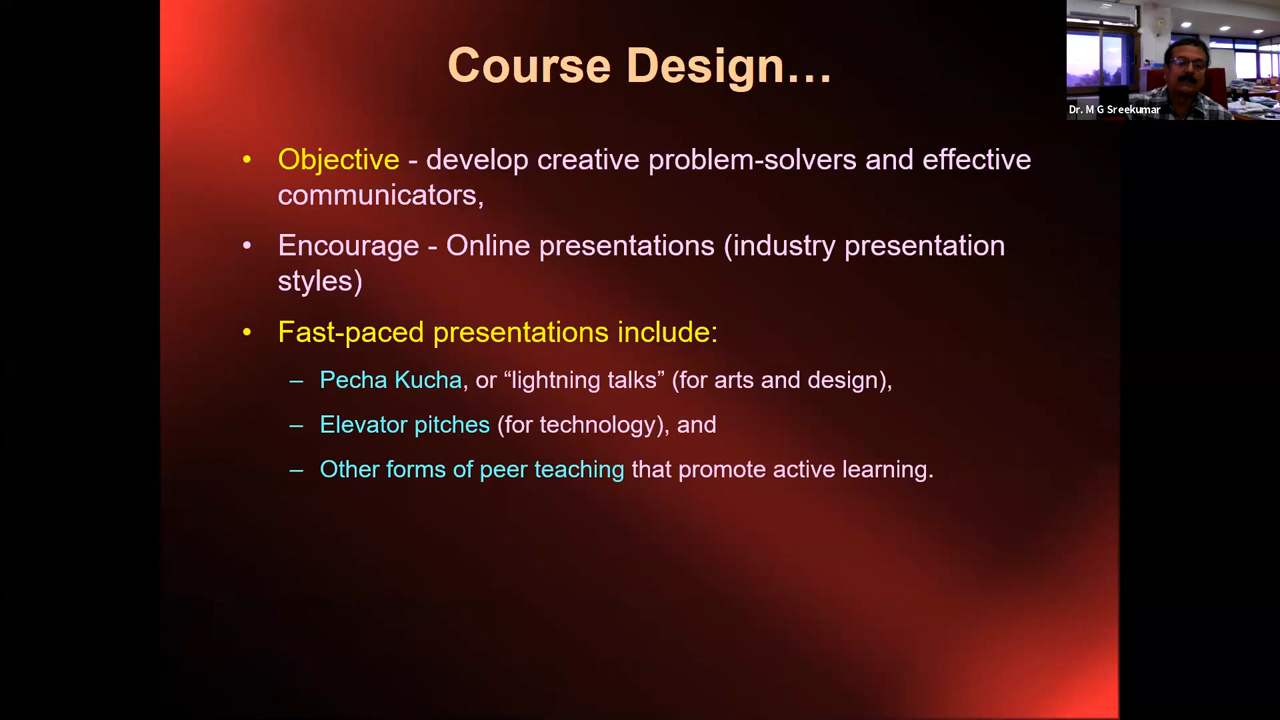 Course Design…
Dr. M G Sreekumar
• Objective - develop creative problem-solvers and effective
communicators,
• Encourage - Online presentations (industry presentation
styles)
• Fast-paced presentations include:
– Pecha Kucha, or “lightning talks” (for arts and design),
– Elevator pitches (for technology), and
– Other forms of peer teaching that promote active learning.